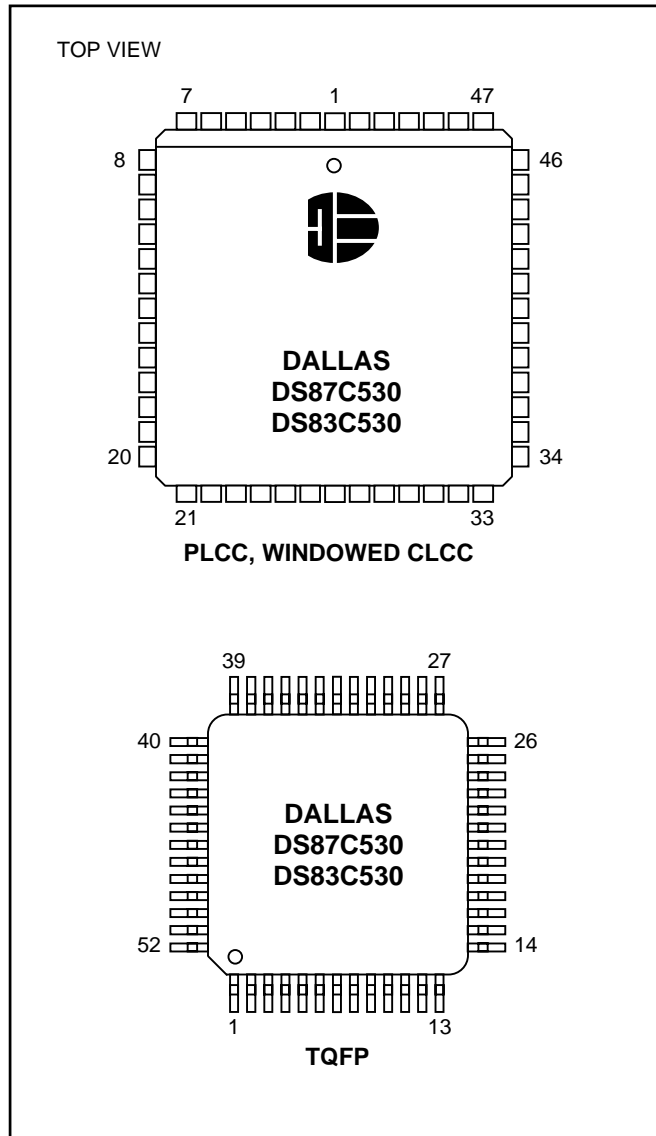 TOP VIEW
7 1 47
8 46
DALLAS
DS87C530
DS83C530
20 34
21 33
PLCC, WINDOWED CLCC
39 27
40 26
DALLAS
DS87C530
DS83C530
52 14
1 13
TQFP